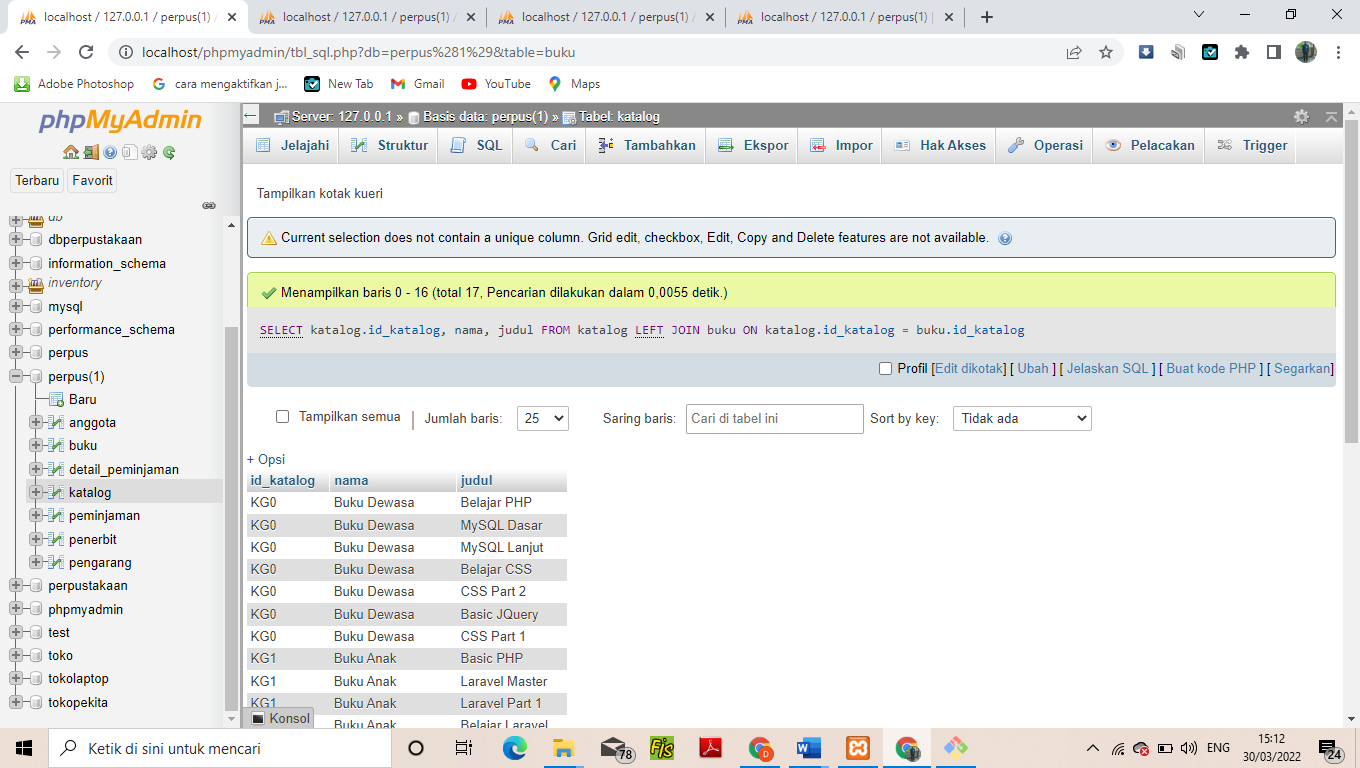 localhost / 127.0.0.1 / perpus(1) /
localhost / 127.0.0.1 / perpus(1) /
localhost / 127.0.0.1 / perpus(1) /
localhost / 127.0.0.1 / perpus(1) |
localhost/phpmyadmin/tbl_sql.php?db=perpus%281%29&table=buku
Adobe Photoshop
cara mengaktifkan j...
New Tab
Gmail
YouTube
Maps
phpMyAdmin
Terbaru Favorit
db
dbperpustakaan
information_schema
inventory
mysql
performance_schema
perpus
perpus(1)
Baru
anggota
buku
detail_peminjaman
katalog
peminjaman
penerbit
pengarang
perpustakaan
phpmyadmin
test
toko
tokolaptop
tokopekita
Server: 127.0.0.1 » Basis data: perpus(1) » Tabel: katalog
Jelajahi Struktur SQL Cari Tambahkan Ekspor Impor Hak Akses Operasi Pelacakan Trigger
Tampilkan kotak kueri
Current selection does not contain a unique column. Grid edit, checkbox, Edit, Copy and Delete features are not available.
Menampilkan baris 0 - 16 (total 17, Pencarian dilakukan dalam 0,0055 detik.)
SELECT katalog.id_katalog, nama, judul FROM katalog LEFT JOIN buku ON katalog.id_katalog = buku.id_katalog
Profil [Edit dikotak] [ Ubah ] [ Jelaskan SQL ] [ Buat kode PHP ] [ Segarkan]
Tampilkan semua | Jumlah baris: 25 Saring baris: Cari di tabel ini Sort by key: Tidak ada
+ Opsi
id_katalog nama judul
KG0 Buku Dewasa Belajar PHP
KG0 Buku Dewasa MySQL Dasar
KG0 Buku Dewasa MySQL Lanjut
KG0 Buku Dewasa Belajar CSS
KG0 Buku Dewasa CSS Part 2
KG0 Buku Dewasa Basic JQuery
KG0 Buku Dewasa CSS Part 1
KG1 Buku Anak Basic PHP
KG1 Buku Anak Laravel Master
KG1 Buku Anak Laravel Part 1
Buku Anak Belajar Laravel
Konsol
Ketik di sini untuk mencari
78
Fis
ENG
15:12
30/03/2022
24